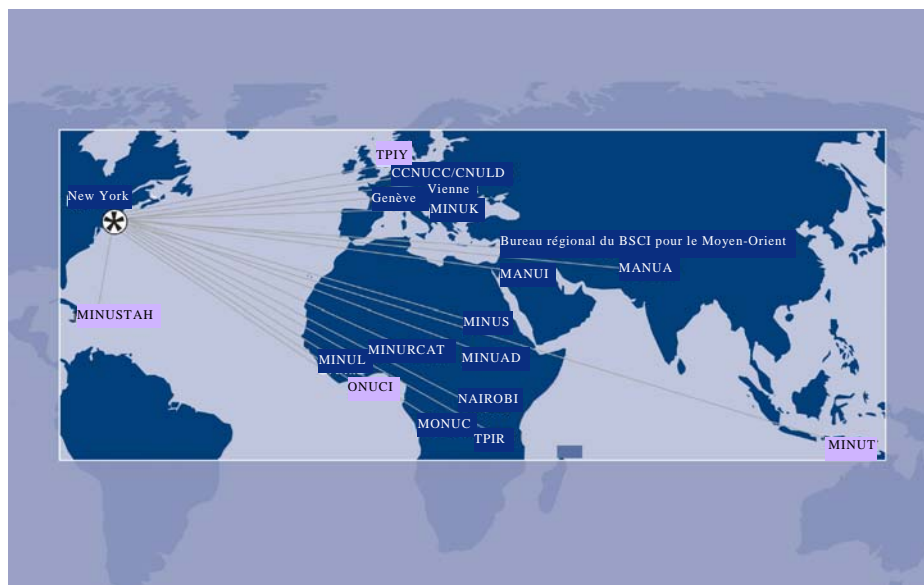 TPIY
CCNUCC/CNULD
Vienne
New York
Genève
MINUK
Bureau régional du BSCI pour le Moyen-Orient
MANUI
MANUA
MINUSTAH
MINUS
MINURCAT
MINUL
MINUAD
ONUCI
NAIROBI
MONUC
TPIR
MINUT